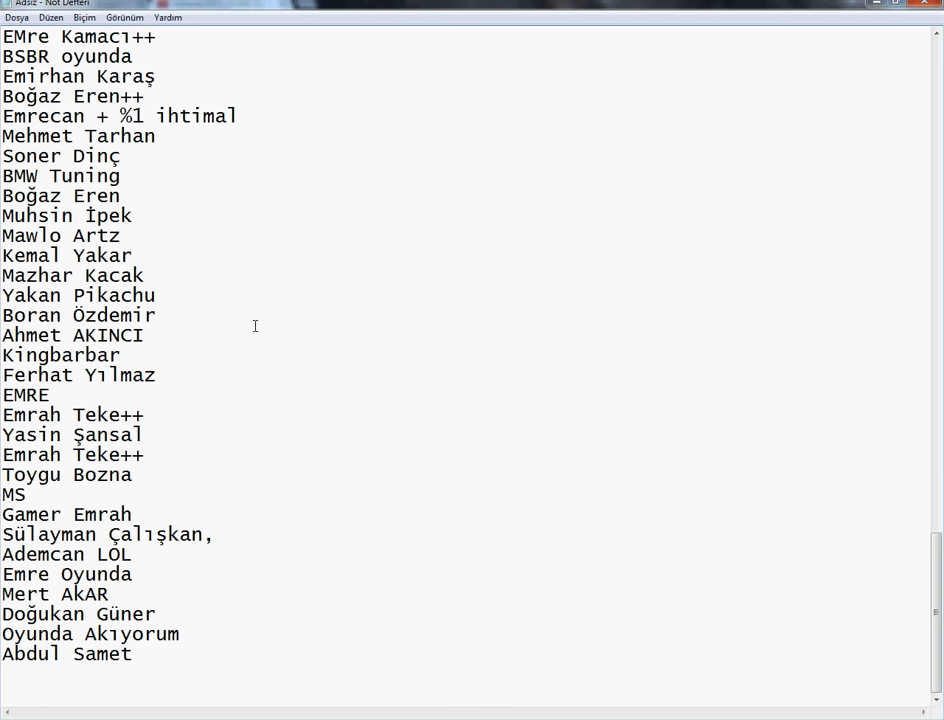 Adsız - Not Defteri
Dosya Düzen Biçim Görünüm Yardım
EMre Kamacı++
BSBR oyunda
Emirhan Karaş
Boğaz Eren++
Emrecan + %1 ihtimal
Mehmet Tarhan
Soner Dinç
BMW Tuning
Boğaz Eren
Muhsin İpek
Mawlo Artz
Kemal Yakar
Mazhar Kacak
Yakan Pikachu
Boran Özdemir
Ahmet AKINCI
Kingbarbar
Ferhat Yılmaz
EMRE
Emrah Teke++
Yasin Şansal
Emrah Teke++
Toygu Bozna
MS
Gamer Emrah
Sülayman Çalışkan,
Ademcan LOL
Emre Oyunda
Mert AkAR
Doğukan Güner
Oyunda Akıyorum
Abdul Samet